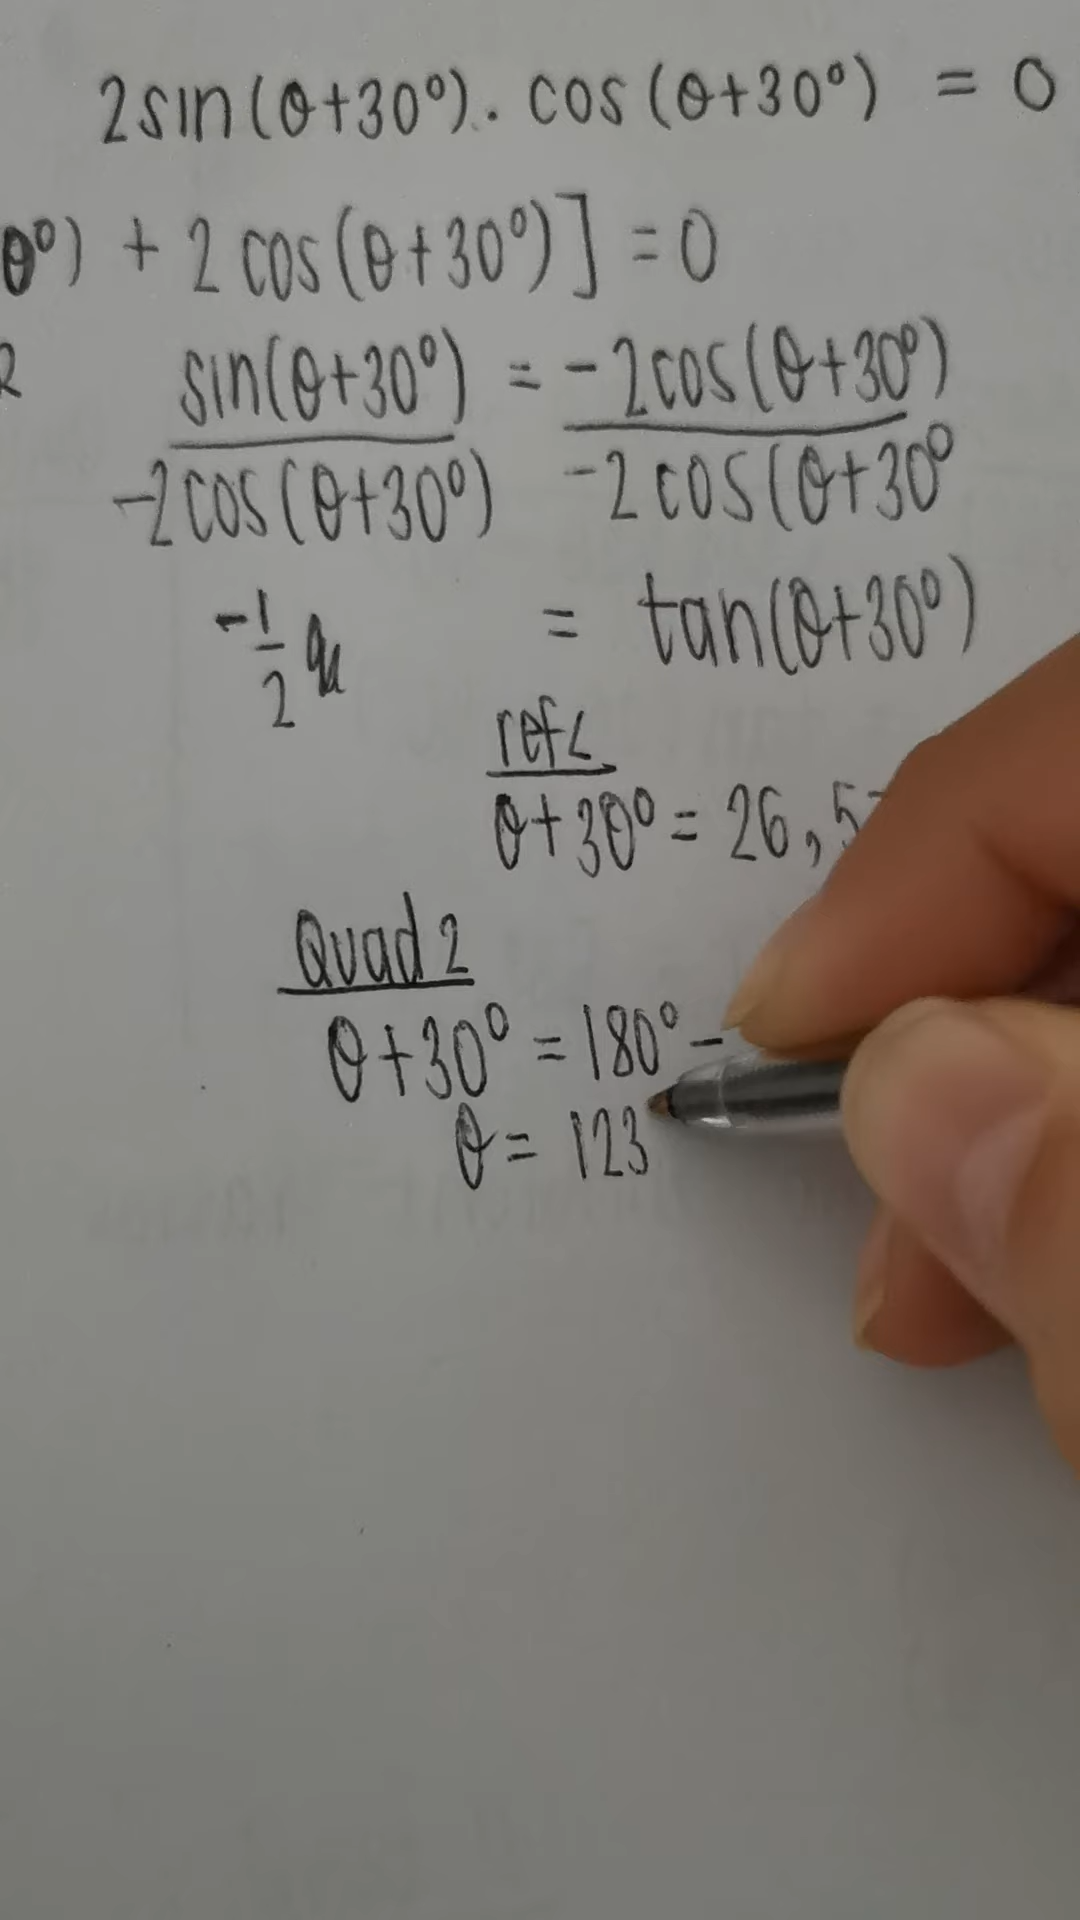 2sin(θ+30°). cos(θ+30°) = 0
θ°) + 2cos(θ+30°)] = 0
sin(θ+30°) = -2cos(θ+30°)
-2cos(θ+30°) -2cos(θ+30°
-1/2 = tan(θ+30°)
ref<
θ+30° = 26,5
Quad 2
θ+30° = 180° -
θ = 123